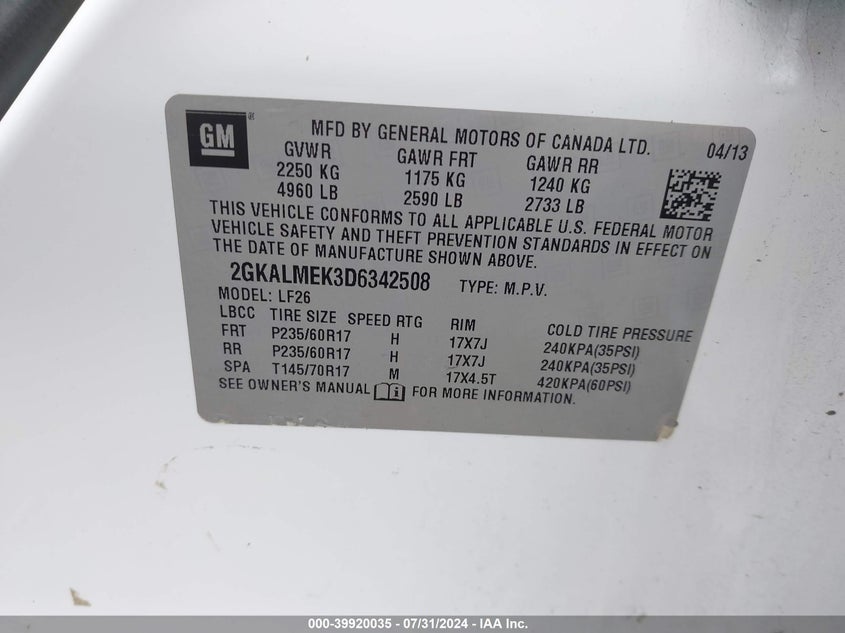 GM ®
MFD BY GENERAL MOTORS OF CANADA LTD. 04/13
GVWR GAWR FRT GAWR RR
2250 KG 1175 KG 1240 KG
4960 LB 2590 LB 2733 LB
THIS VEHICLE CONFORMS TO ALL APPLICABLE U.S. FEDERAL MOTOR
VEHICLE SAFETY AND THEFT PREVENTION STANDARDS IN EFFECT ON
THE DATE OF MANUFACTURE SHOWN ABOVE.
2GKALMEK3D6342508 TYPE: M.P.V.
MODEL: LF26
LBCC TIRE SIZE SPEED RTG RIM COLD TIRE PRESSURE
FRT P235/60R17 H 17X7J 240KPA(35PSI)
RR P235/60R17 H 17X7J 240KPA(35PSI)
SPA T145/70R17 M 17X4.5T 420KPA(60PSI)
SEE OWNER'S MANUAL i FOR MORE INFORMATION.
000-39920035 - 07/31/2024 - IAA Inc.